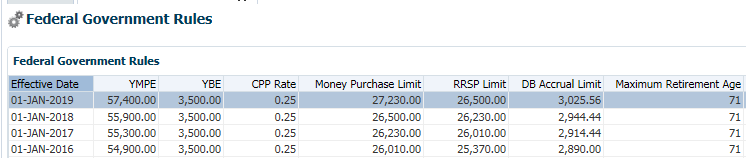 Federal Government Rules
Federal Government Rules
Effective Date YMPE YBE CPP Rate Money Purchase Limit RRSP Limit DB Accrual Limit Maximum Retirement Age
01-JAN-2019 57,400.00 3,500.00 0.25 27,230.00 26,500.00 3,025.56 71
01-JAN-2018 55,900.00 3,500.00 0.25 26,500.00 26,230.00 2,944.44 71
01-JAN-2017 55,300.00 3,500.00 0.25 26,230.00 26,010.00 2,914.44 71
01-JAN-2016 54,900.00 3,500.00 0.25 26,010.00 25,370.00 2,890.00 71